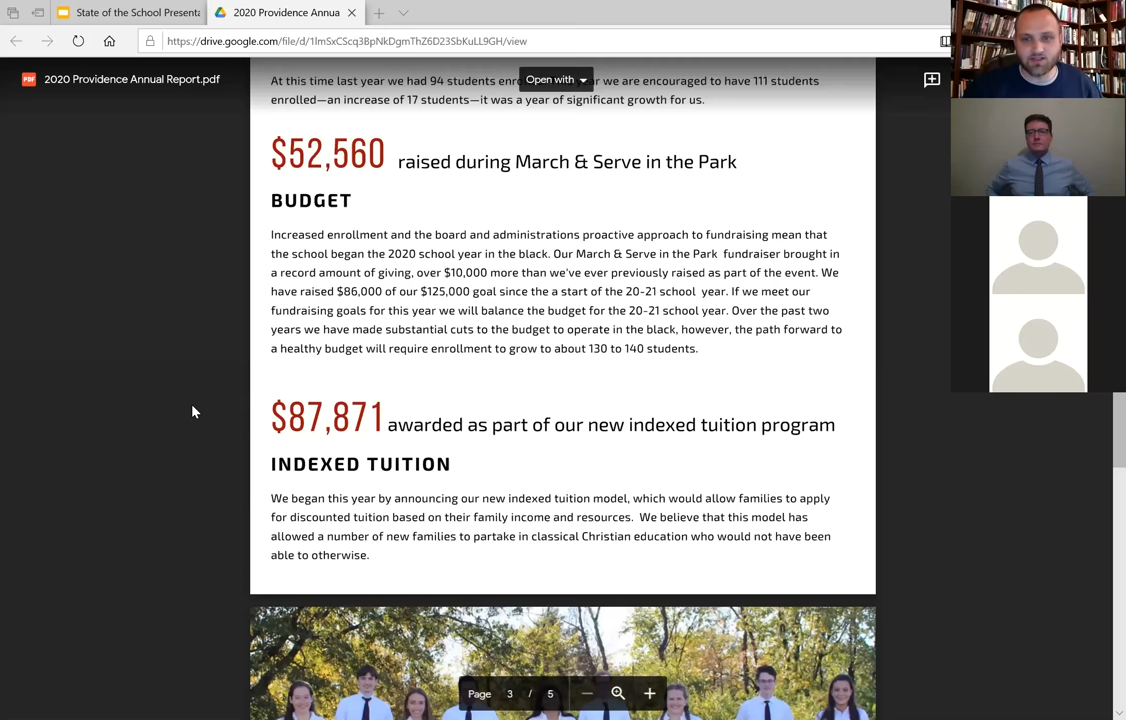 State of the School Presenta
2020 Providence Annua
https://drive.google.com/file/d/1lmSxCScq3BpNkDgmThZ6D23SbKuLL9GH/view
PDF
2020 Providence Annual Report.pdf
Open with
At this time last year we had 94 students we are encouraged to have 111 students
enrolled—an increase of 17 students—it was a year of significant growth for us.
$52,560 raised during March & Serve in the Park
BUDGET
Increased enrollment and the board and administrations proactive approach to fundraising mean that
the school began the 2020 school year in the black. Our March & Serve in the Park fundraiser brought in
a record amount of giving, over $10,000 more than we've ever previously raised as part of the event. We
have raised $86,000 of our $125,000 goal since the a start of the 20-21 school year. If we meet our
fundraising goals for this year we will balance the budget for the 20-21 school year. Over the past two
years we have made substantial cuts to the budget to operate in the black, however, the path forward to
a healthy budget will require enrollment to grow to about 130 to 140 students.
$87,871 awarded as part of our new indexed tuition program
INDEXED TUITION
We began this year by announcing our new indexed tuition model, which would allow families to apply
for discounted tuition based on their family income and resources. We believe that this model has
allowed a number of new families to partake in classical Christian education who would not have been
able to otherwise.
Page 3 / 5